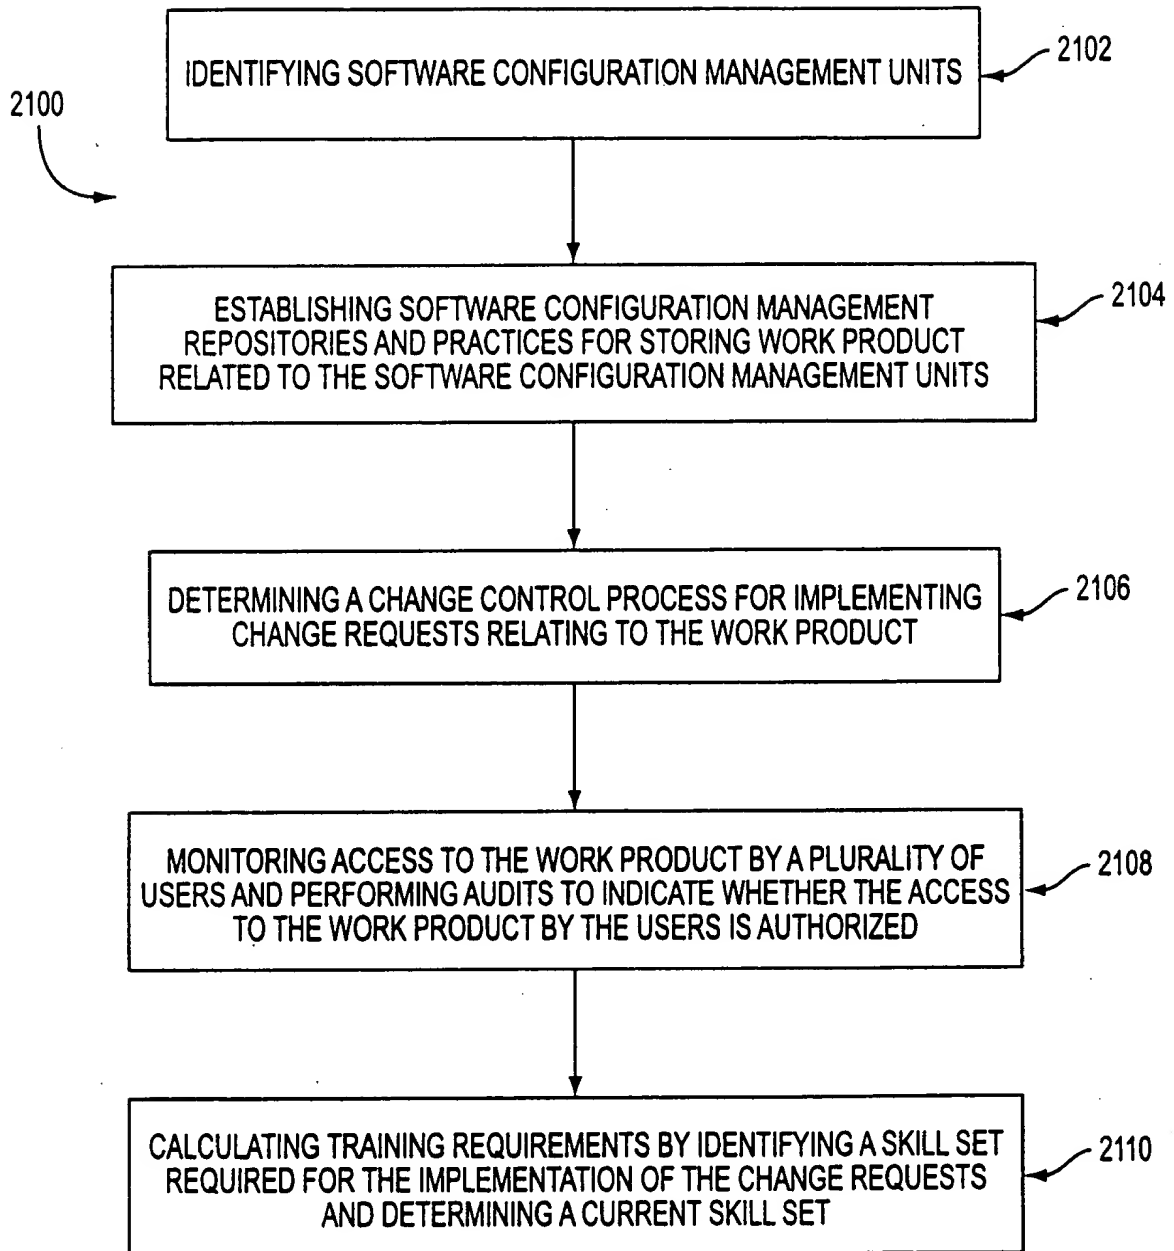 IDENTIFYING SOFTWARE CONFIGURATION MANAGEMENT UNITS
2102
2100
ESTABLISHING SOFTWARE CONFIGURATION MANAGEMENT
REPOSITORIES AND PRACTICES FOR STORING WORK PRODUCT
RELATED TO THE SOFTWARE CONFIGURATION MANAGEMENT UNITS
2104
DETERMINING A CHANGE CONTROL PROCESS FOR IMPLEMENTING
CHANGE REQUESTS RELATING TO THE WORK PRODUCT
2106
MONITORING ACCESS TO THE WORK PRODUCT BY A PLURALITY OF
USERS AND PERFORMING AUDITS TO INDICATE WHETHER THE ACCESS
TO THE WORK PRODUCT BY THE USERS IS AUTHORIZED
2108
CALCULATING TRAINING REQUIREMENTS BY IDENTIFYING A SKILL SET
REQUIRED FOR THE IMPLEMENTATION OF THE CHANGE REQUESTS
AND DETERMINING A CURRENT SKILL SET
2110